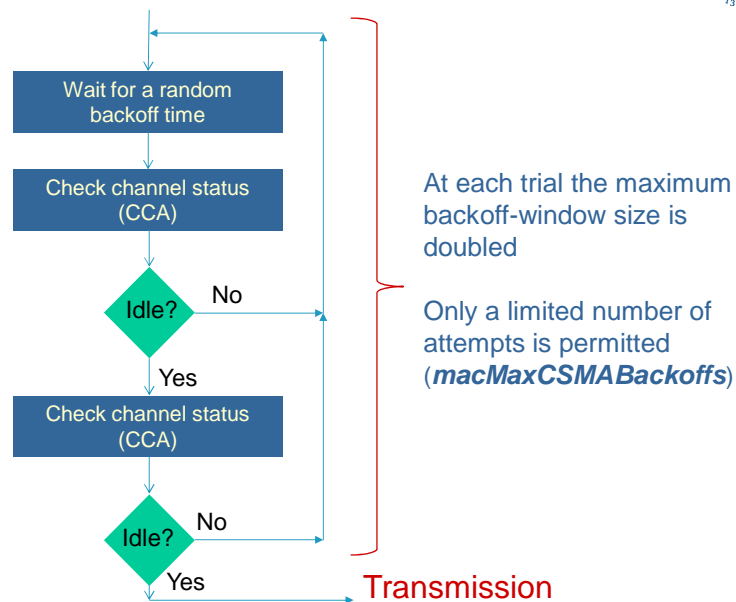 Wait for a random
backoff time
Check channel status
(CCA)
Idle?
No
Yes
Check channel status
(CCA)
Idle?
No
Yes
Transmission
At each trial the maximum
backoff-window size is
doubled
Only a limited number of
attempts is permitted
(macMaxCSMABackoffs)